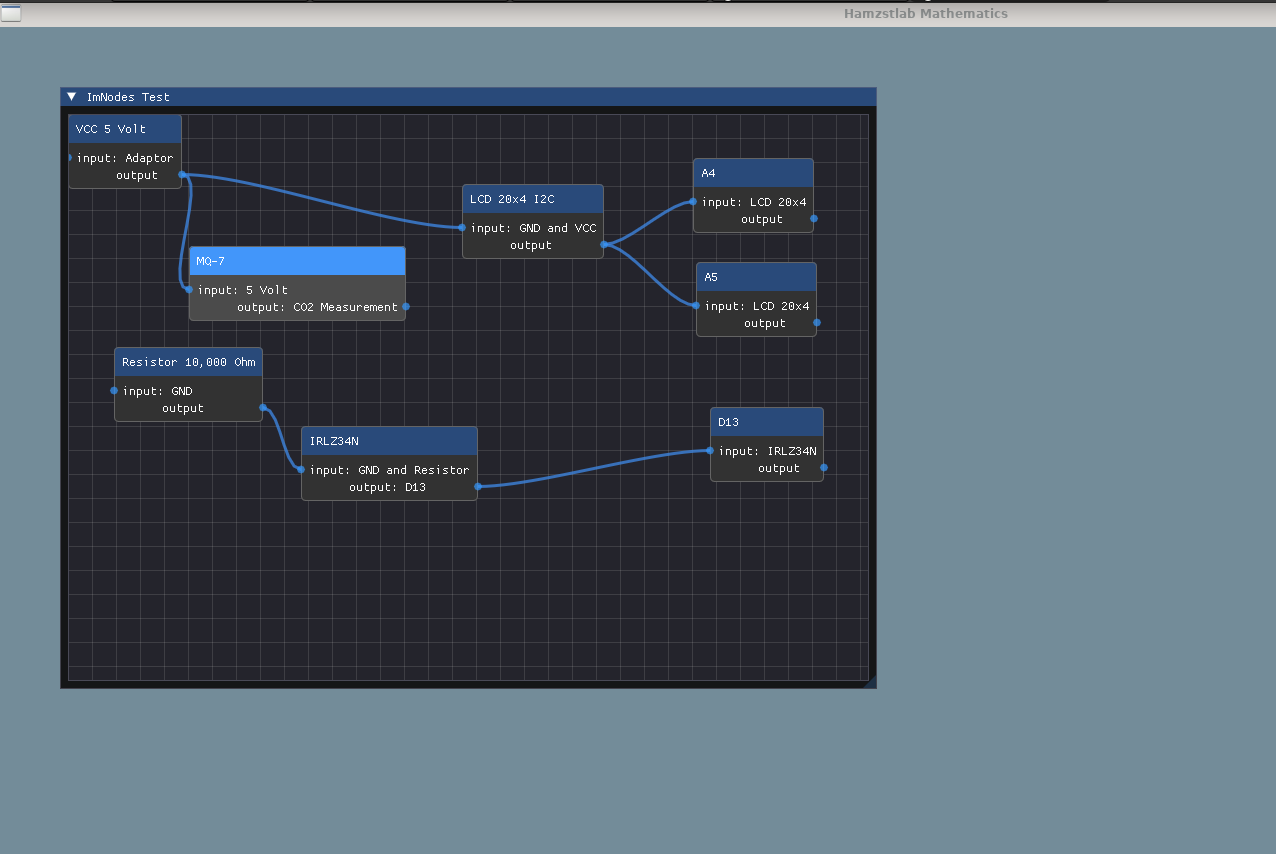 Hamzstlab Mathematics
ImNodes Test
VCC 5 Volt
input: Adaptor
output
LCD 20x4 I2C
input: GND and VCC
output
A4
input: LCD 20x4
output
MQ-7
input: 5 Volt
output: CO2 Measurement
A5
input: LCD 20x4
output
Resistor 10,000 Ohm
input: GND
output
IRLZ34N
input: GND and Resistor
output: D13
D13
input: IRLZ34N
output